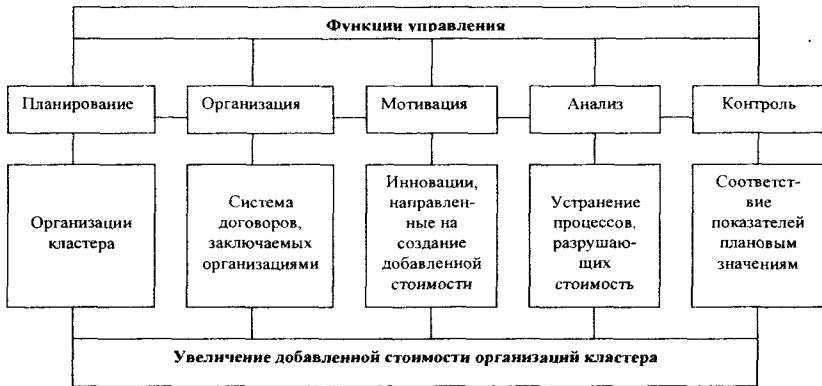 Функции управления
Планирование
Организация
Мотивация
Анализ
Контроль
Организации
кластера
Система
договоров,
заключаемых
организациями
Инновации,
направлен-
ные на
создание
добавленной
стоимости
Устранение
процессов,
разрушаю-
щих
стоимость
Соответст-
вие
показателей
плановым
значениям
Увеличение добавленной стоимости организаций кластера